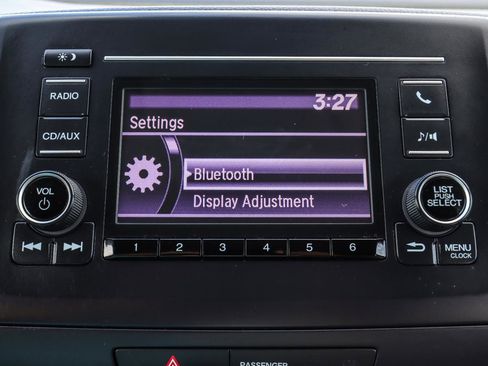 3:27
RADIO
Settings
CD/AUX
Bluetooth
VOL
LIST
PUSH
SELECT
Display Adjustment
1 2 3 4 5 6
MENU
CLOCK
PASSENGER